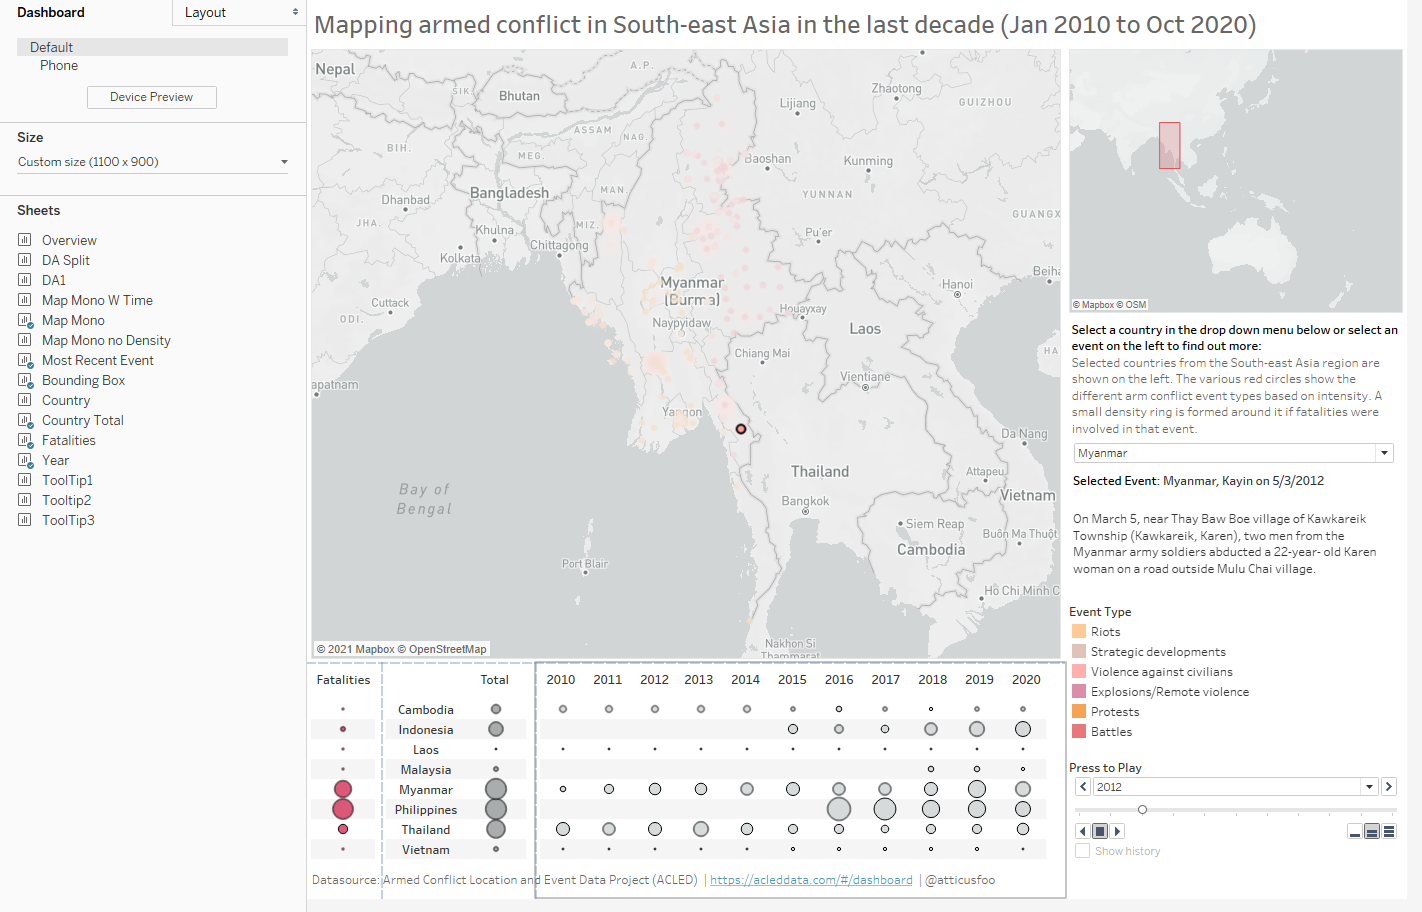 Dashboard
Layout
Default
Phone
Device Preview
Size
Custom size (1100 x 900)
Sheets
Overview
DA Split
DA1
Map Mono W Time
Map Mono
Map Mono no Density
Most Recent Event
Bounding Box
Country
Country Total
Fatalities
Year
ToolTip1
Tooltip2
ToolTip3
Mapping armed conflict in South-east Asia in the last decade (Jan 2010 to Oct 2020)
Nepal
A.P.
SIK.
Bhutan
Zhaotong
Lijiang
GUIZHOU
ASSAM
NAG.
BIH.
MEG.
Baoshan
Kunming
Bangladesh
MAN.
YUNNAN
Dhanbad
JHA.
Khulna
MIZ.
GUANGX
Pu'er
Kolkata
Chittagong
Myanmar
(Burma)
Hanoi
Beiha
Cuttack
ODI.
Houayxay
Naypyidaw
Laos
Chiang Mai
HA
apatnam
Vientiane
Yangon
Da Nang
Thailand
Attapeu
Bay of
Bengal
Bangkok
Vietnam
Siem Reap
Buôn Ma Thuột
Cambodia
Port Blair
Hồ Chí Minh C
Nakhon Si
Thammarat
© 2021 Mapbox © OpenStreetMap
© Mapbox © OSM
Select a country in the drop down menu below or select an
event on the left to find out more:
Selected countries from the South-east Asia region are
shown on the left. The various red circles show the
different arm conflict event types based on intensity. A
small density ring is formed around it if fatalities were
involved in that event.
Myanmar
Selected Event: Myanmar, Kayin on 5/3/2012
On March 5, near Thay Baw Boe village of Kawkareik
Township (Kawkareik, Karen), two men from the
Myanmar army soldiers abducted a 22-year- old Karen
woman on a road outside Mulu Chai village.
Event Type
Riots
Strategic developments
Violence against civilians
Explosions/Remote violence
Protests
Battles
Press to Play
2012
Show history
Fatalities Total 2010 2011 2012 2013 2014 2015 2016 2017 2018 2019 2020
Cambodia
Indonesia
Laos
Malaysia
Myanmar
Philippines
Thailand
Vietnam
Datasource: Armed Conflict Location and Event Data Project (ACLED) | https://acleddata.com/#/dashboard | @atticusfoo